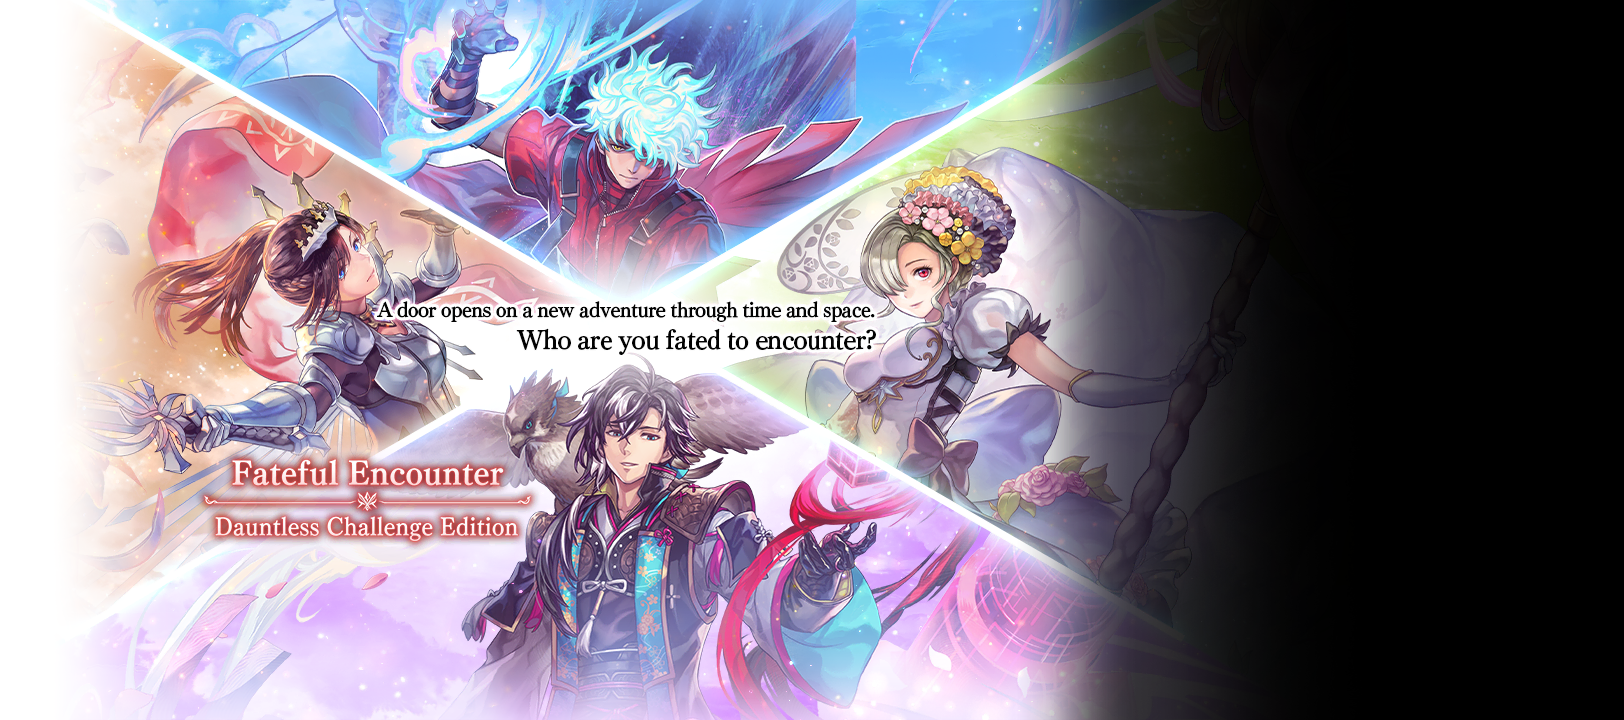 A door opens on a new adventure through time and space.
Who are you fated to encounter?
Fateful Encounter
Dauntless Challenge Edition